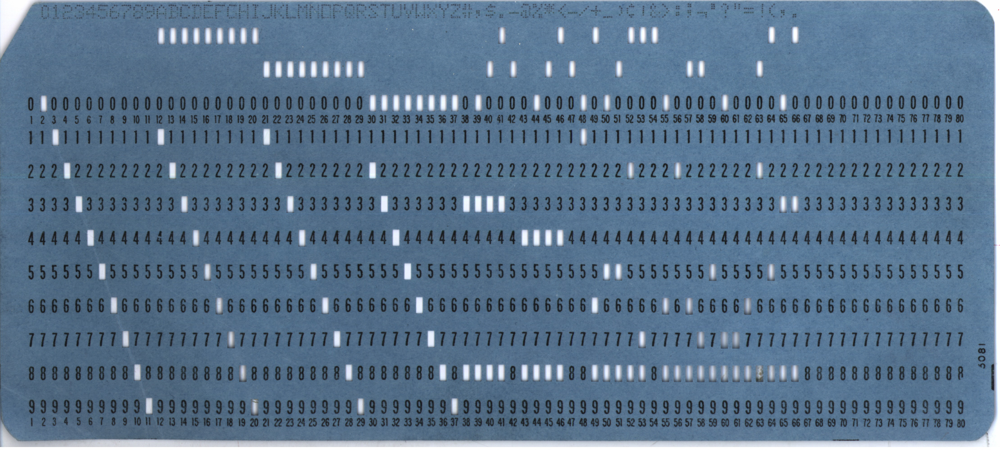 0123456789ABCDEFGHIJKLMNOPQRSTUVWXYZ#,$.-@%*<-/+_)¢|&>:;¬'?"=!(,.
0 000000000000000000000000000 0 0000 000 0 0000 0000 0000 000000000000000
1 2 3 4 5 6 7 8 9 10 11 12 13 14 15 16 17 18 19 20 21 22 23 24 25 26 27 28 29 30 31 32 33 34 35 36 37 38 39 40 41 42 43 44 45 46 47 48 49 50 51 52 53 54 55 56 57 58 59 60 61 62 63 64 65 66 67 68 69 70 71 72 73 74 75 76 77 78 79 80
11 11111111 11111111 11111111111111111111111111 11111111111111111111111111111111
222 22222222 22222222 2222222 222222222222222222222 222 222222 22222222222222222
3333 33333333 33333333 3333333 333333 33333333333333333333333 33333333333333
44444 44444444 44444444 4444444 4444444444 4444444444444444444444444444444444
555555 55555555 55555555 5555555 5555555555555555 5555555 5555 5555555555555555
6666666 66666666 66666666 6666666 66666666666666 66666 6 6666 666666666666666666
77777777 77777777 77777777 7777777 77777777777777777 7777 7 7777777777777777777
888888888 88888888 88888888 8888888 8 8 88 8 88888888888888
9999999999 99999999 99999999 9999999 9999999999999999999999999999999999999999999
1 2 3 4 5 6 7 8 9 10 11 12 13 14 15 16 17 18 19 20 21 22 23 24 25 26 27 28 29 30 31 32 33 34 35 36 37 38 39 40 41 42 43 44 45 46 47 48 49 50 51 52 53 54 55 56 57 58 59 60 61 62 63 64 65 66 67 68 69 70 71 72 73 74 75 76 77 78 79 80
5081